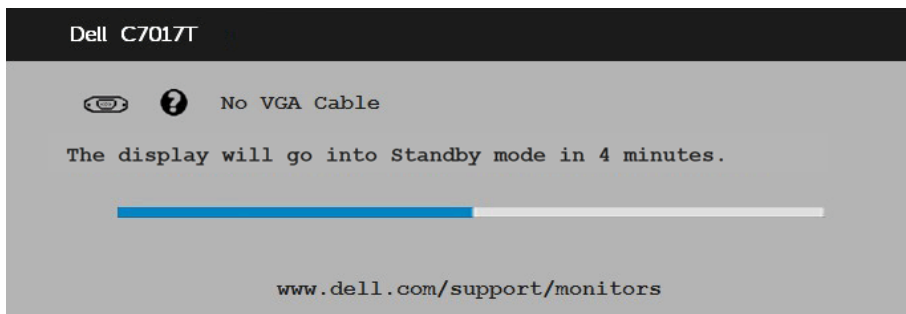 Dell C7017T
No VGA Cable
The display will go into Standby mode in 4 minutes.
www.dell.com/support/monitors